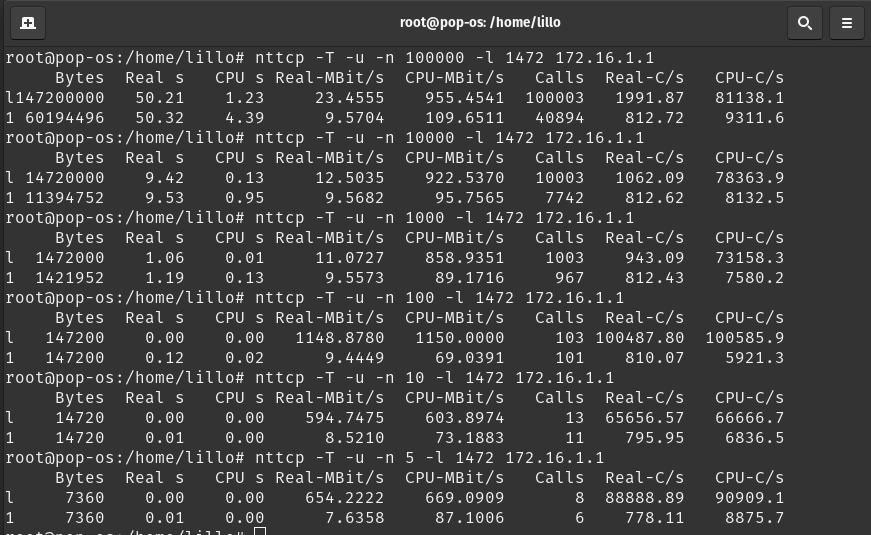 root@pop-os: /home/lillo
root@pop-os:/home/lillo# nttcp -T -u -n 100000 -l 1472 172.16.1.1
     Bytes  Real s   CPU s Real-MBit/s  CPU-MBit/s   Calls  Real-C/s   CPU-C/s
l147200000   50.21    1.23     23.4555    955.4541  100003   1991.87   81138.1
1 60194496   50.32    4.39      9.5704    109.6511   40894    812.72    9311.6
root@pop-os:/home/lillo# nttcp -T -u -n 10000 -l 1472 172.16.1.1
     Bytes  Real s   CPU s Real-MBit/s  CPU-MBit/s   Calls  Real-C/s   CPU-C/s
l 14720000    9.42    0.13     12.5035    922.5370   10003   1062.09   78363.9
1 11394752    9.53    0.95      9.5682     95.7565    7742    812.62    8132.5
root@pop-os:/home/lillo# nttcp -T -u -n 1000 -l 1472 172.16.1.1
     Bytes  Real s   CPU s Real-MBit/s  CPU-MBit/s   Calls  Real-C/s   CPU-C/s
l  1472000    1.06    0.01     11.0727    858.9351    1003    943.09   73158.3
1  1421952    1.19    0.13      9.5573     89.1716     967    812.43    7580.2
root@pop-os:/home/lillo# nttcp -T -u -n 100 -l 1472 172.16.1.1
     Bytes  Real s   CPU s Real-MBit/s  CPU-MBit/s   Calls  Real-C/s   CPU-C/s
l   147200    0.00    0.00   1148.8780   1150.0000     103 100487.80  100585.9
1   147200    0.12    0.02      9.4449     69.0391     101    810.07    5921.3
root@pop-os:/home/lillo# nttcp -T -u -n 10 -l 1472 172.16.1.1
     Bytes  Real s   CPU s Real-MBit/s  CPU-MBit/s   Calls  Real-C/s   CPU-C/s
l    14720    0.00    0.00    594.7475    603.8974      13  65656.57   66666.7
1    14720    0.01    0.00      8.5210     73.1883      11    795.95    6836.5
root@pop-os:/home/lillo# nttcp -T -u -n 5 -l 1472 172.16.1.1
     Bytes  Real s   CPU s Real-MBit/s  CPU-MBit/s   Calls  Real-C/s   CPU-C/s
l     7360    0.00    0.00    654.2222    669.0909       8  88888.89   90909.1
1     7360    0.01    0.00      7.6358     87.1006       6    778.11    8875.7
root@pop-os:/home/lillo#